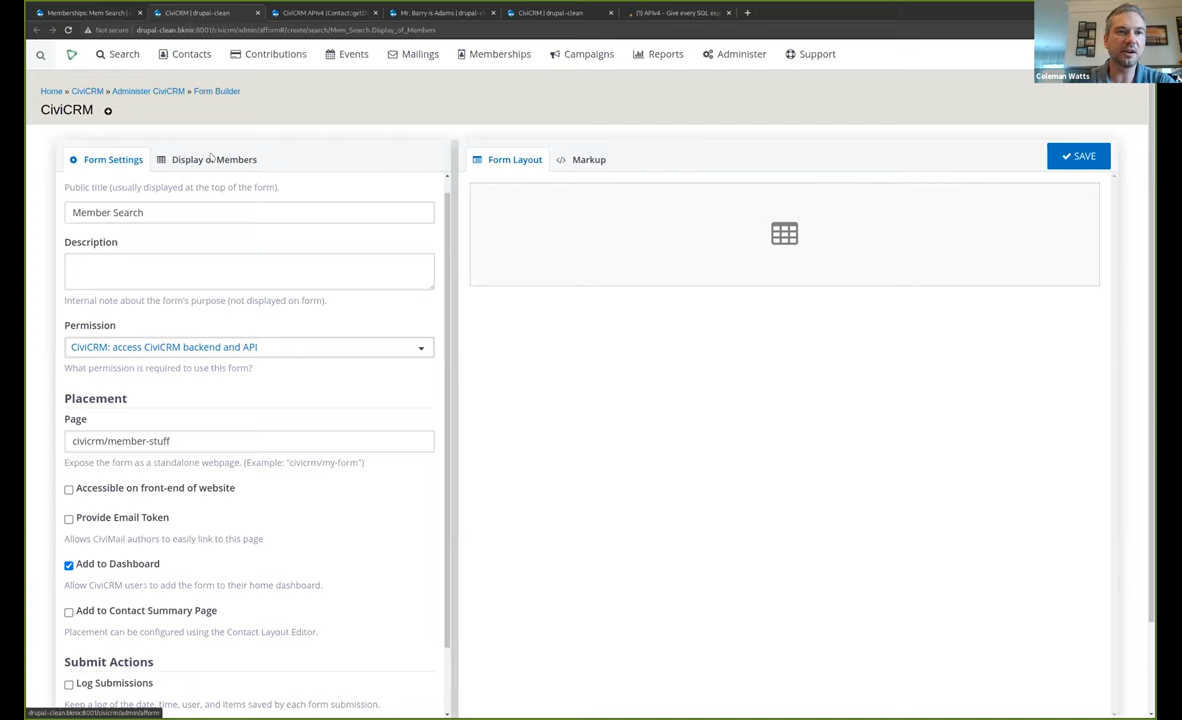 Memberships: Mem Search |
CiviCRM | drupal-clean
CiviCRM APIv4 (Contact::get
Mr. Barry is Adams | drupal-
CiviCRM | drupal-clean
(1) APIv4 - Give every SQL
Not secure | drupal-clean.bknix:8001/civicrm/admin/afform#/create/search/Mem_Search.Display_of_Members
Search
Contacts
Contributions
Events
Mailings
Memberships
Campaigns
Reports
Administer
Support
Coleman Watts
Home » CiviCRM » Administer CiviCRM » Form Builder
CiviCRM
Form Settings
Display of Members
Form Layout
Markup
SAVE
Public title (usually displayed at the top of the form).
Member Search
Description
Internal note about the form's purpose (not displayed on form).
Permission
CiviCRM: access CiviCRM backend and API
What permission is required to use this form?
Placement
Page
civicrm/member-stuff
Expose the form as a standalone webpage. (Example: "civicrm/my-form")
Accessible on front-end of website
Provide Email Token
Allows CiviMail authors to easily link to this page
Add to Dashboard
Allow CiviCRM users to add the form to their home dashboard.
Add to Contact Summary Page
Placement can be configured using the Contact Layout Editor.
Submit Actions
Log Submissions
Keep a log of the date, time, user, and items saved by each form submission.
drupal-clean.bknix:8001/civicrm/admin/afform